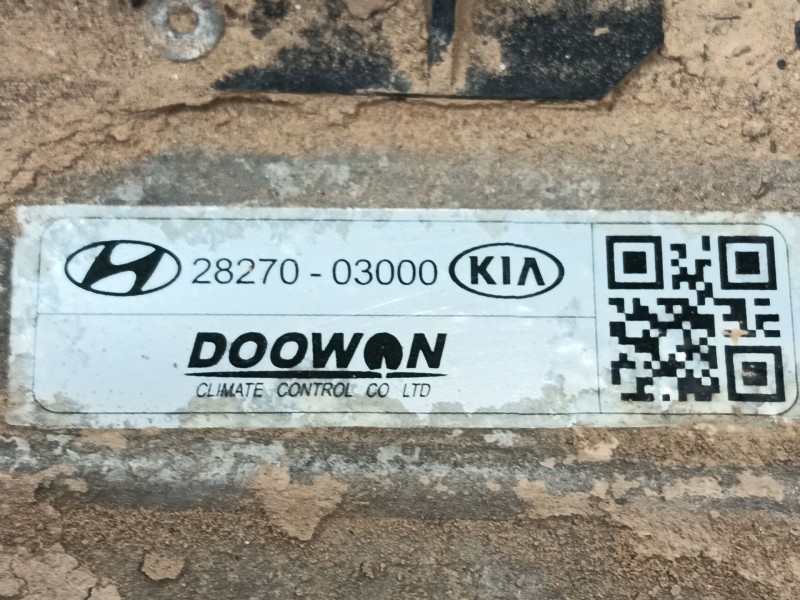 28270 - 03000 KIA
DOOWON
CLIMATE CONTROL CO LTD